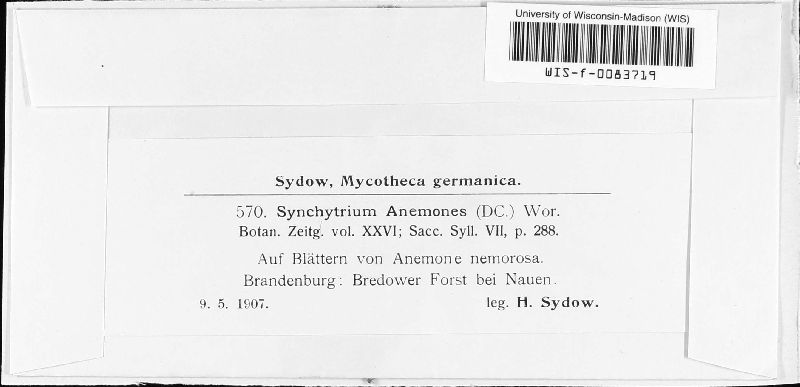 University of Wisconsin-Madison (WIS)
WIS-f-0083719
Sydow, Mycotheca germanica.
570. Synchytrium Anemones (DC.) Wor.
Botan. Zeitg. vol. XXVI; Sacc. Syll. VII, p. 288.
Auf Blättern von Anemone nemorosa.
Brandenburg: Bredower Forst bei Nauen.
9. 5. 1907. leg. H. Sydow.